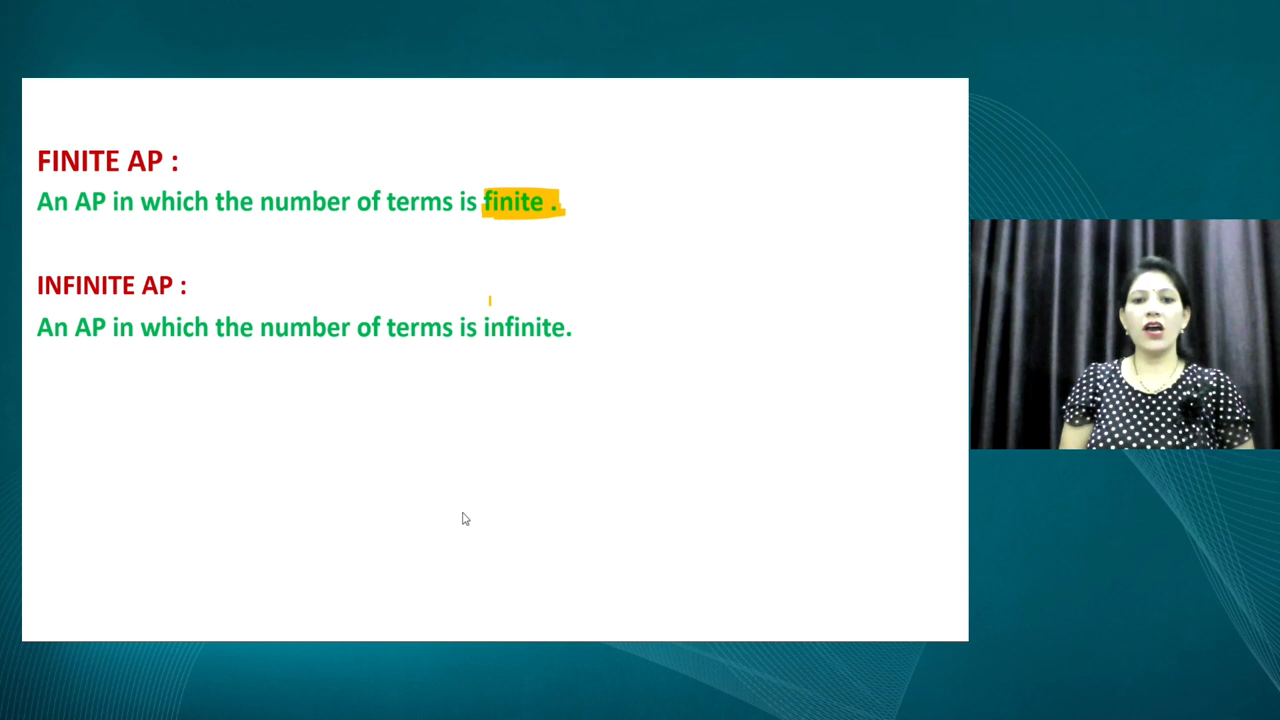 FINITE AP :
An AP in which the number of terms is finite .
INFINITE AP :
An AP in which the number of terms is infinite.